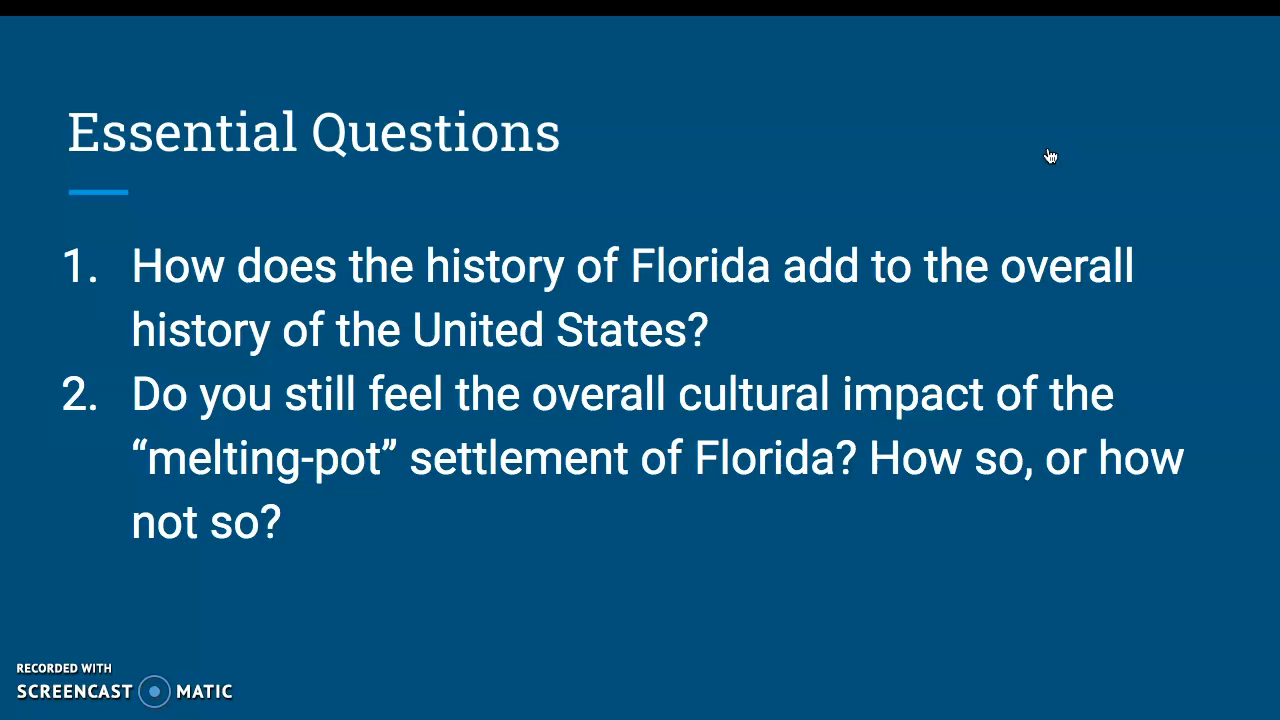 Essential Questions
1. How does the history of Florida add to the overall
history of the United States?
2. Do you still feel the overall cultural impact of the
“melting-pot” settlement of Florida? How so, or how
not so?
RECORDED WITH
SCREENCAST MATIC